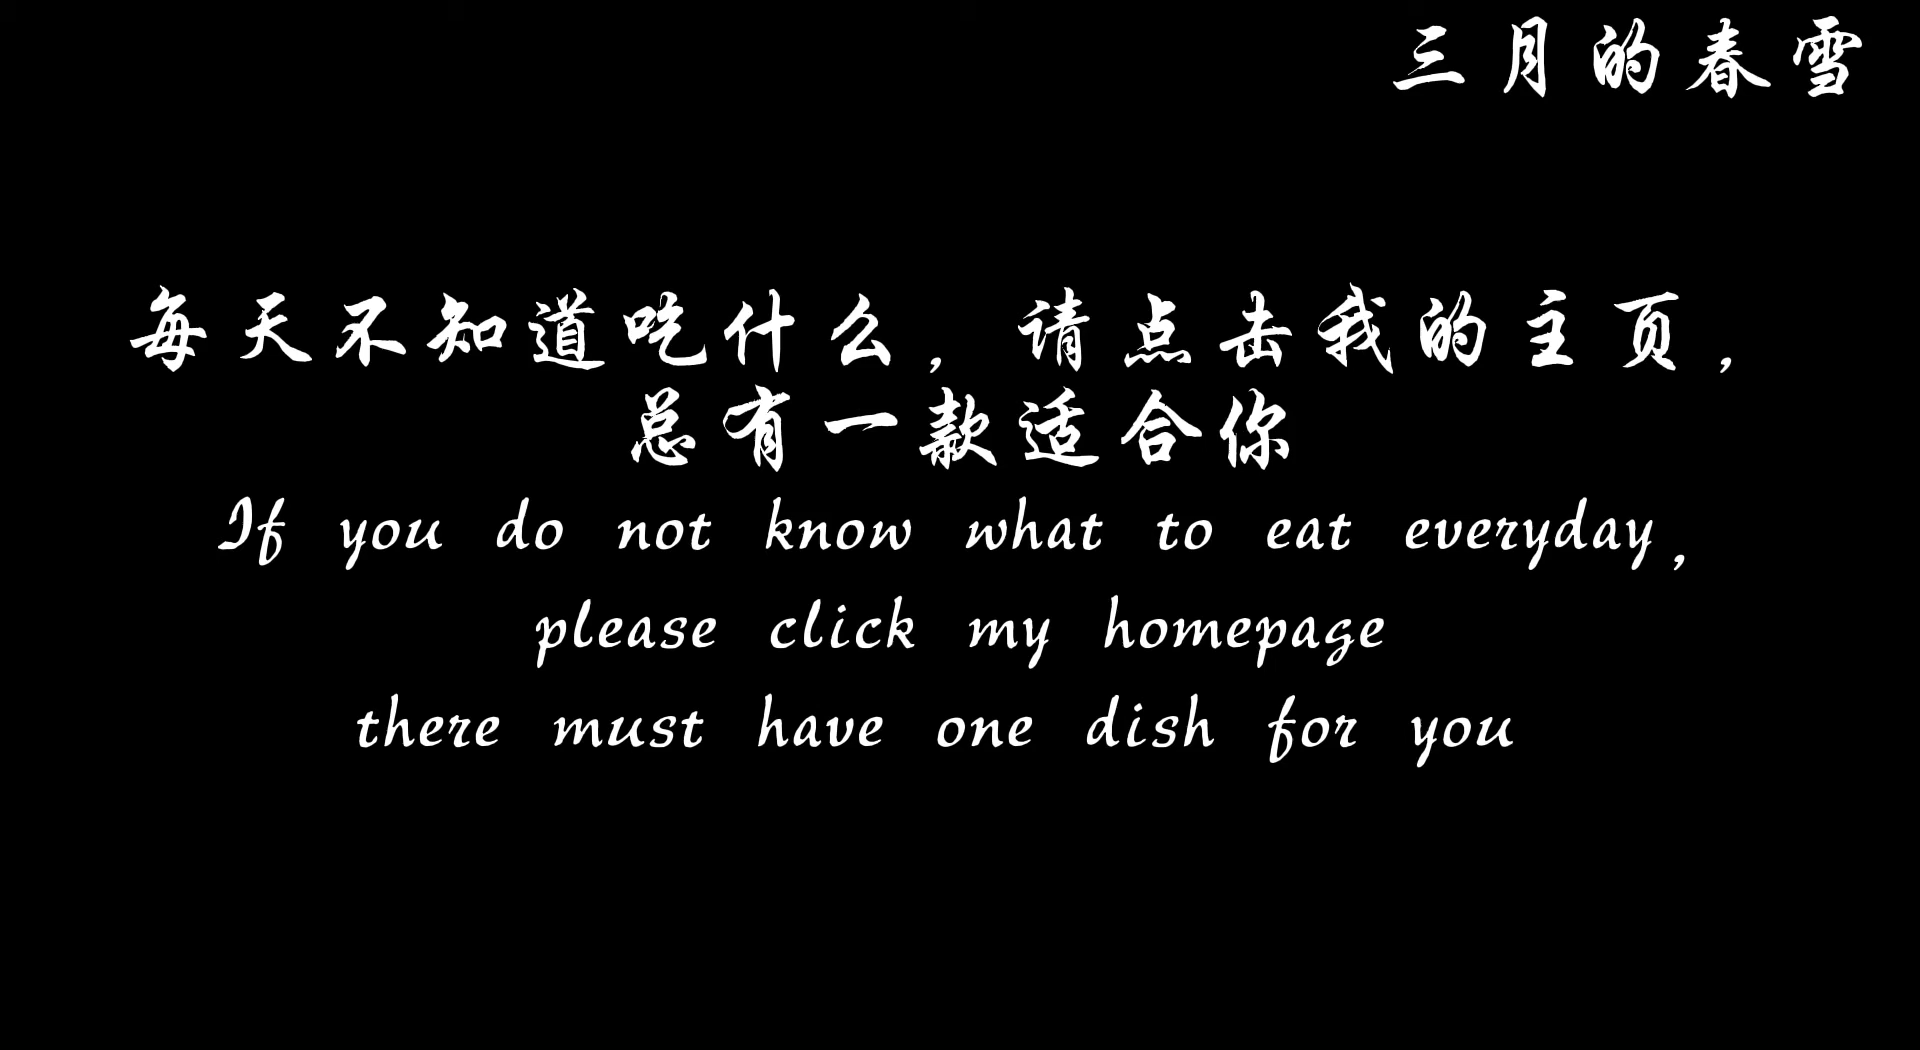 三月的春雪
每天不知道吃什么，请点击我的主页，
总有一款适合你
If you do not know what to eat everyday,
please click my homepage
there must have one dish for you